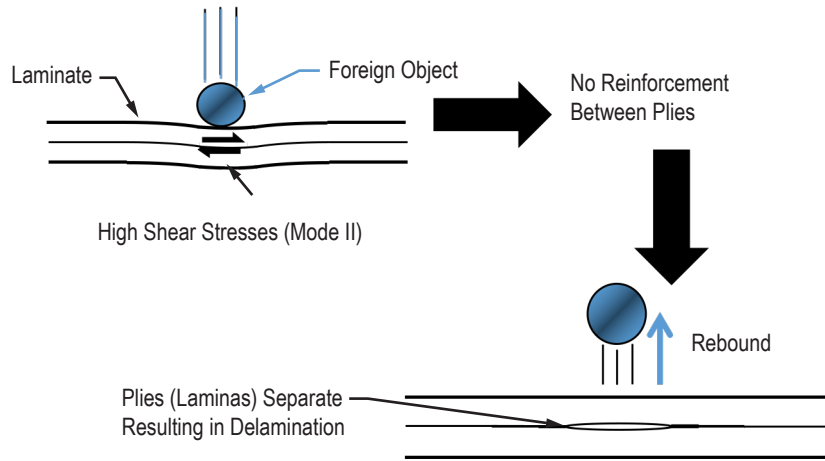 Laminate
Foreign Object
No Reinforcement
Between Plies
High Shear Stresses (Mode II)
Rebound
Plies (Laminas) Separate
Resulting in Delamination